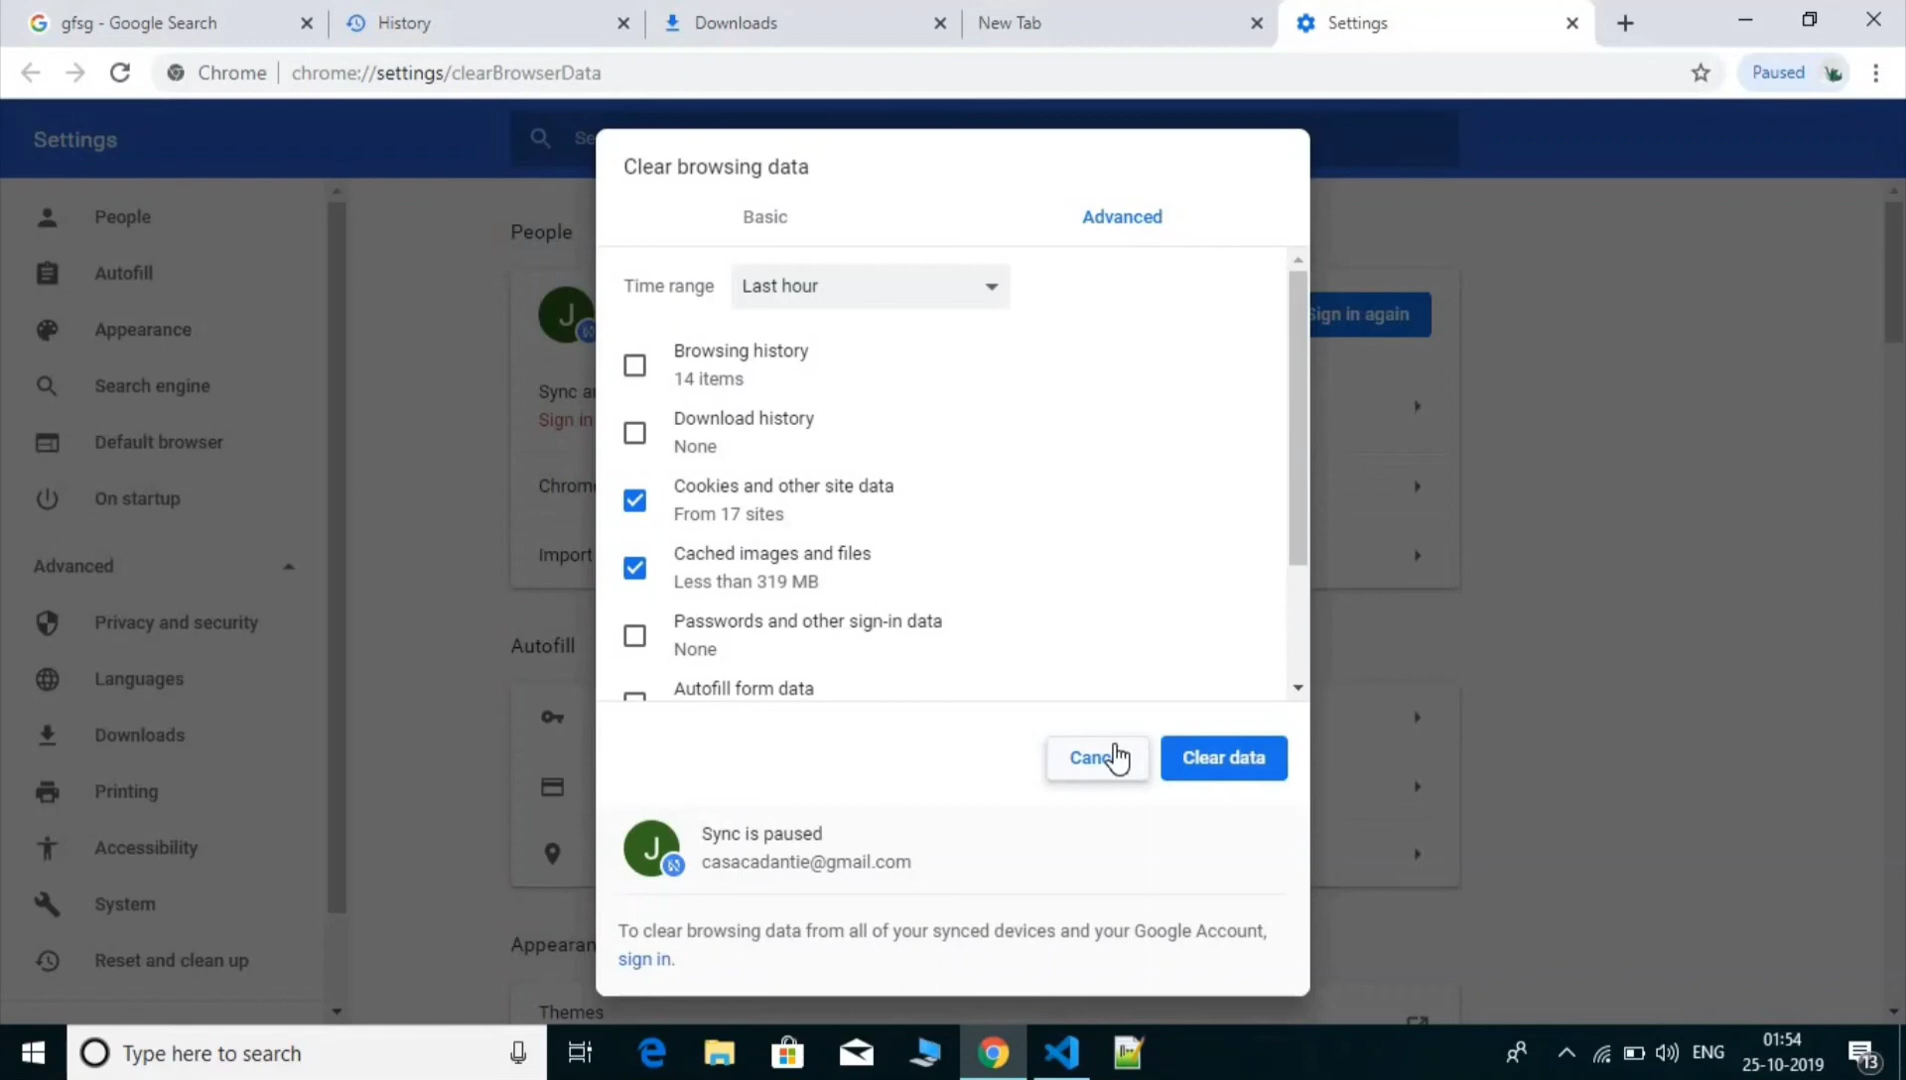 gfsg - Google Search
History
Downloads
New Tab
Settings
Chrome
chrome://settings/clearBrowserData
Paused
Settings
Se
People
Autofill
Appearance
Search engine
Default browser
On startup
Advanced
Privacy and security
Languages
Downloads
Printing
Accessibility
System
Reset and clean up
People
J
Sign in again
Sync an
Sign in
Chrome
Import
Autofill
Appearan
Themes
Clear browsing data
Basic
Advanced
Time range
Last hour
Browsing history
14 items
Download history
None
Cookies and other site data
From 17 sites
Cached images and files
Less than 319 MB
Passwords and other sign-in data
None
Autofill form data
Clear data
J
Sync is paused
casacadantie@gmail.com
To clear browsing data from all of your synced devices and your Google Account,
sign in.
Type here to search
ENG
01:54
25-10-2019
13